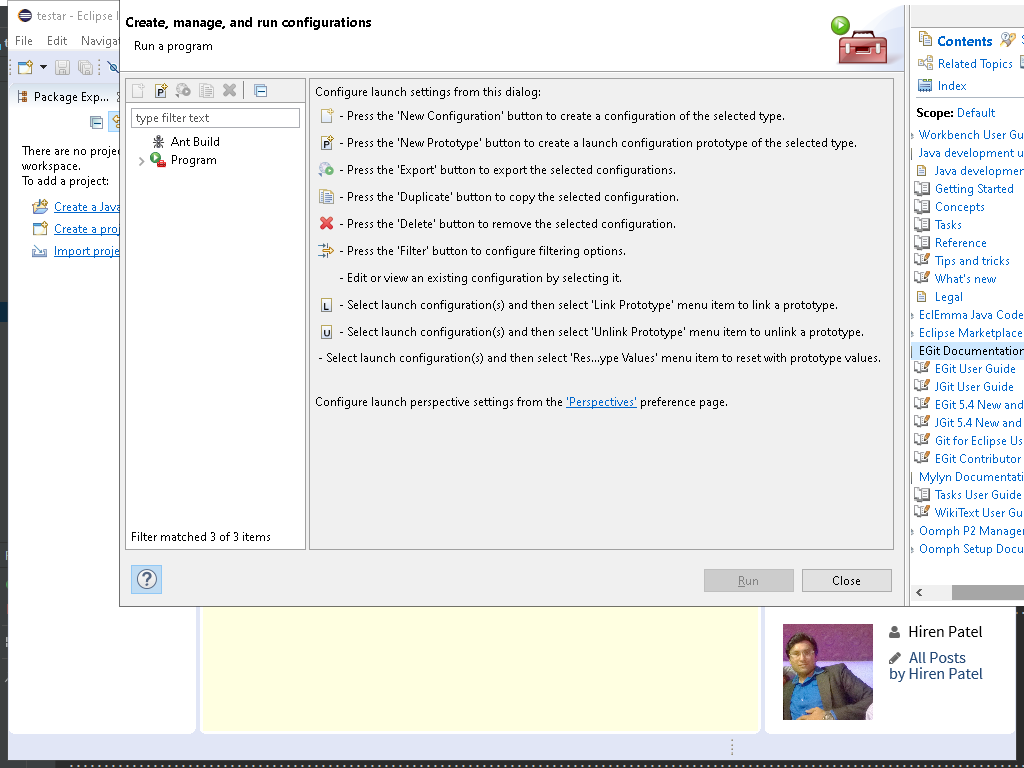 testar - Eclipse I
File Edit Navigat
Package Exp...
There are no proje
workspace.
To add a project:
Create a Java
Create a proj
Import proje
Create, manage, and run configurations
Run a program
type filter text
Ant Build
Program
Filter matched 3 of 3 items
Configure launch settings from this dialog:
- Press the 'New Configuration' button to create a configuration of the selected type.
- Press the 'New Prototype' button to create a launch configuration prototype of the selected type.
- Press the 'Export' button to export the selected configurations.
- Press the 'Duplicate' button to copy the selected configuration.
- Press the 'Delete' button to remove the selected configuration.
- Press the 'Filter' button to configure filtering options.
- Edit or view an existing configuration by selecting it.
- Select launch configuration(s) and then select 'Link Prototype' menu item to link a prototype.
- Select launch configuration(s) and then select 'Unlink Prototype' menu item to unlink a prototype.
- Select launch configuration(s) and then select 'Res...ype Values' menu item to reset with prototype values.
Configure launch perspective settings from the 'Perspectives' preference page.
Run
Close
Contents
Related Topics
Index
Scope: Default
Workbench User Gu
Java development u
Java developmen
Getting Started
Concepts
Tasks
Reference
Tips and tricks
What's new
Legal
EclEmma Java Code
Eclipse Marketplace
EGit Documentation
EGit User Guide
JGit User Guide
EGit 5.4 New and
JGit 5.4 New and
Git for Eclipse Us
EGit Contributor
Mylyn Documentati
Tasks User Guide
WikiText User Gu
Oomph P2 Manage
Oomph Setup Docu
Hiren Patel
All Posts
by Hiren Patel